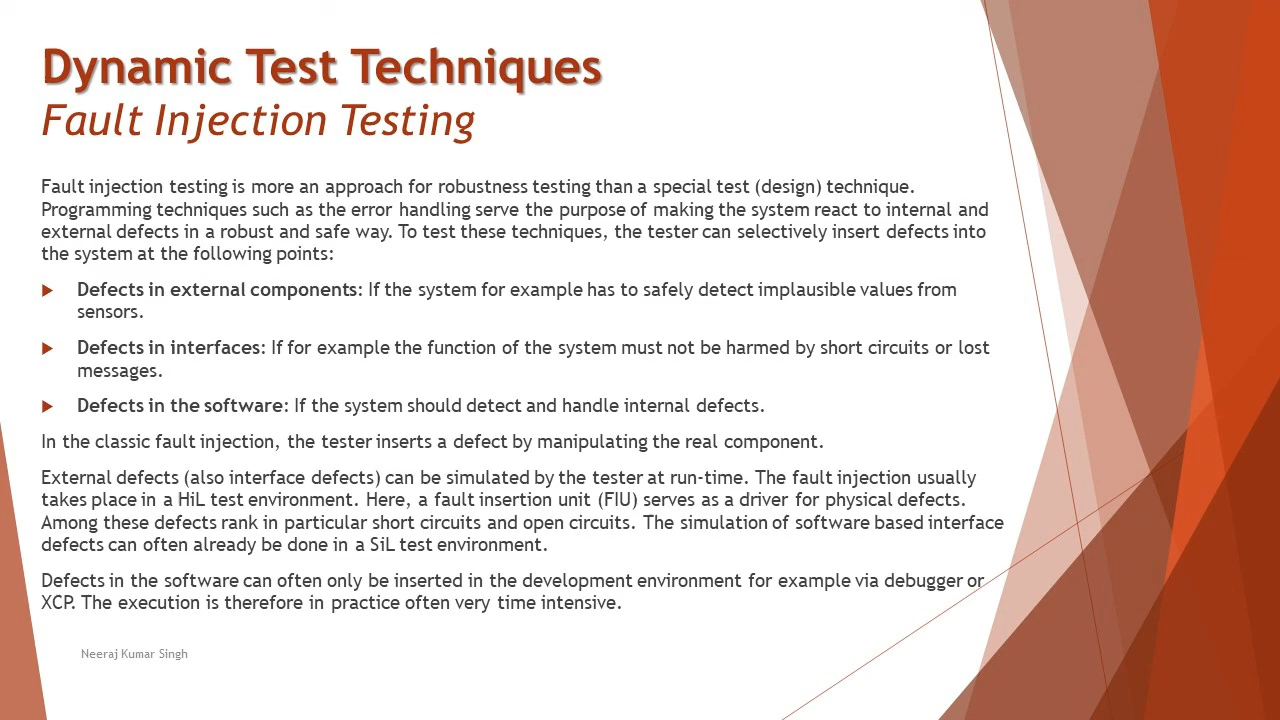 Dynamic Test Techniques
Fault Injection Testing
Fault injection testing is more an approach for robustness testing than a special test (design) technique.
Programming techniques such as the error handling serve the purpose of making the system react to internal and
external defects in a robust and safe way. To test these techniques, the tester can selectively insert defects into
the system at the following points:
Defects in external components: If the system for example has to safely detect implausible values from
sensors.
Defects in interfaces: If for example the function of the system must not be harmed by short circuits or lost
messages.
Defects in the software: If the system should detect and handle internal defects.
In the classic fault injection, the tester inserts a defect by manipulating the real component.
External defects (also interface defects) can be simulated by the tester at run-time. The fault injection usually
takes place in a HiL test environment. Here, a fault insertion unit (FIU) serves as a driver for physical defects.
Among these defects rank in particular short circuits and open circuits. The simulation of software based interface
defects can often already be done in a SiL test environment.
Defects in the software can often only be inserted in the development environment for example via debugger or
XCP. The execution is therefore in practice often very time intensive.
Neeraj Kumar Singh